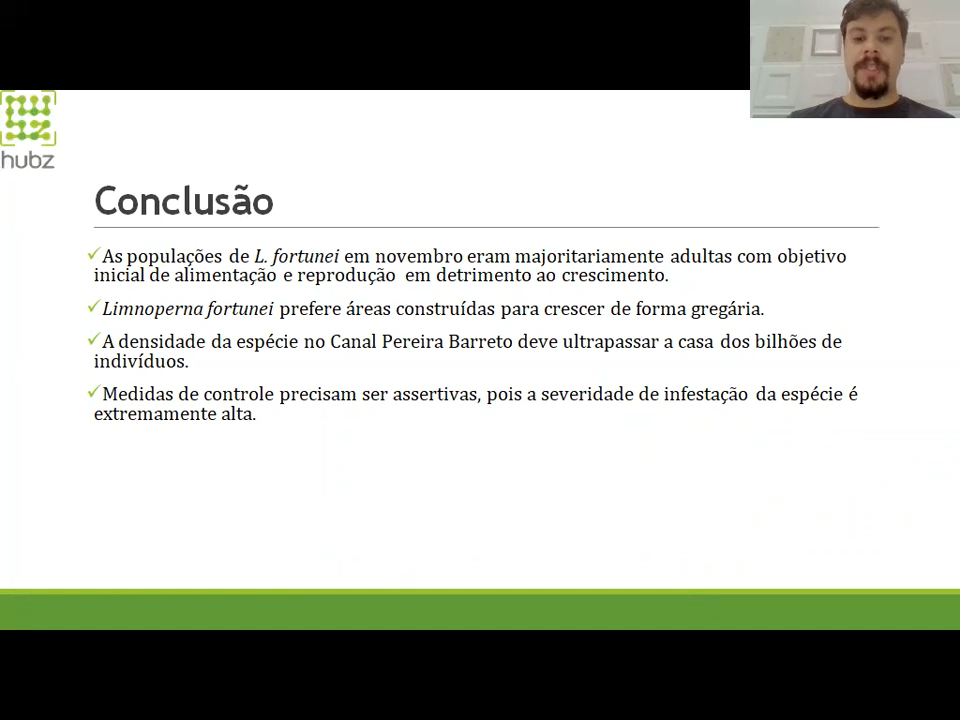 hubz
Conclusão
✓As populações de L. fortunei em novembro eram majoritariamente adultas com objetivo
inicial de alimentação e reprodução em detrimento ao crescimento.
✓Limnoperna fortunei prefere áreas construídas para crescer de forma gregária.
✓A densidade da espécie no Canal Pereira Barreto deve ultrapassar a casa dos bilhões de
indivíduos.
✓Medidas de controle precisam ser assertivas, pois a severidade de infestação da espécie é
extremamente alta.